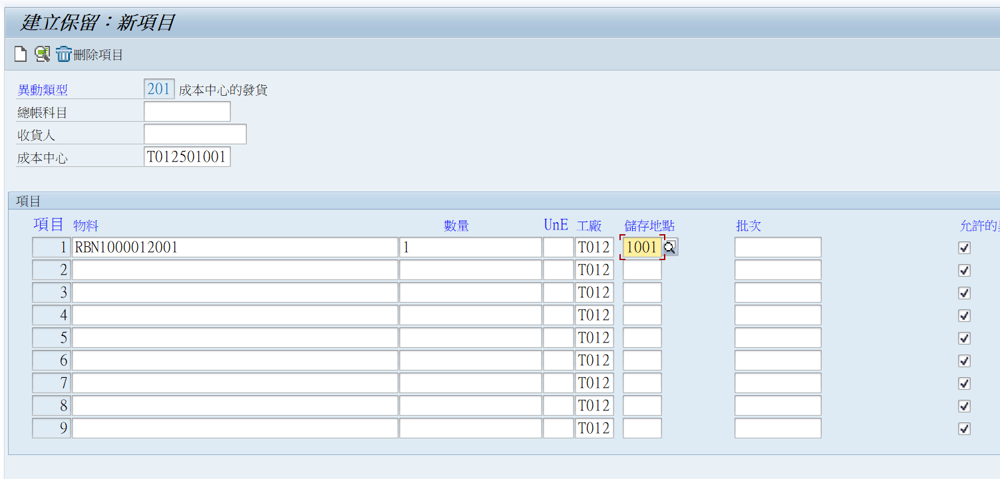 建立保留：新項目
刪除項目
異動類型 201 成本中心的發貨
總帳科目
收貨人
成本中心 T012501001
項目
項目 物料 數量 UnE 工廠 儲存地點 批次 允許的
1 RBN1000012001 1 T012 1001
2 T012
3 T012
4 T012
5 T012
6 T012
7 T012
8 T012
9 T012